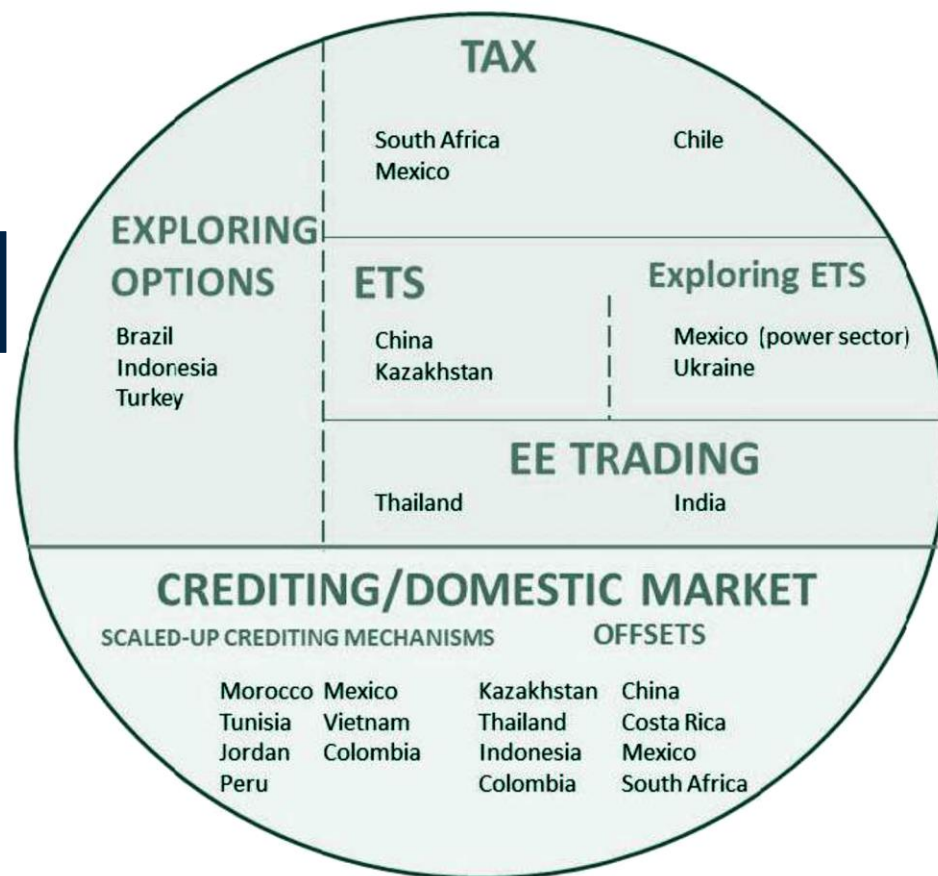 TAX
South Africa Chile
Mexico
EXPLORING
OPTIONS
Brazil
Indonesia
Turkey
ETS
China
Kazakhstan
Exploring ETS
Mexico (power sector)
Ukraine
EE TRADING
Thailand India
CREDITING/DOMESTIC MARKET
SCALED-UP CREDITING MECHANISMS
Morocco Mexico
Tunisia Vietnam
Jordan Colombia
Peru
OFFSETS
Kazakhstan China
Thailand Costa Rica
Indonesia Mexico
Colombia South Africa